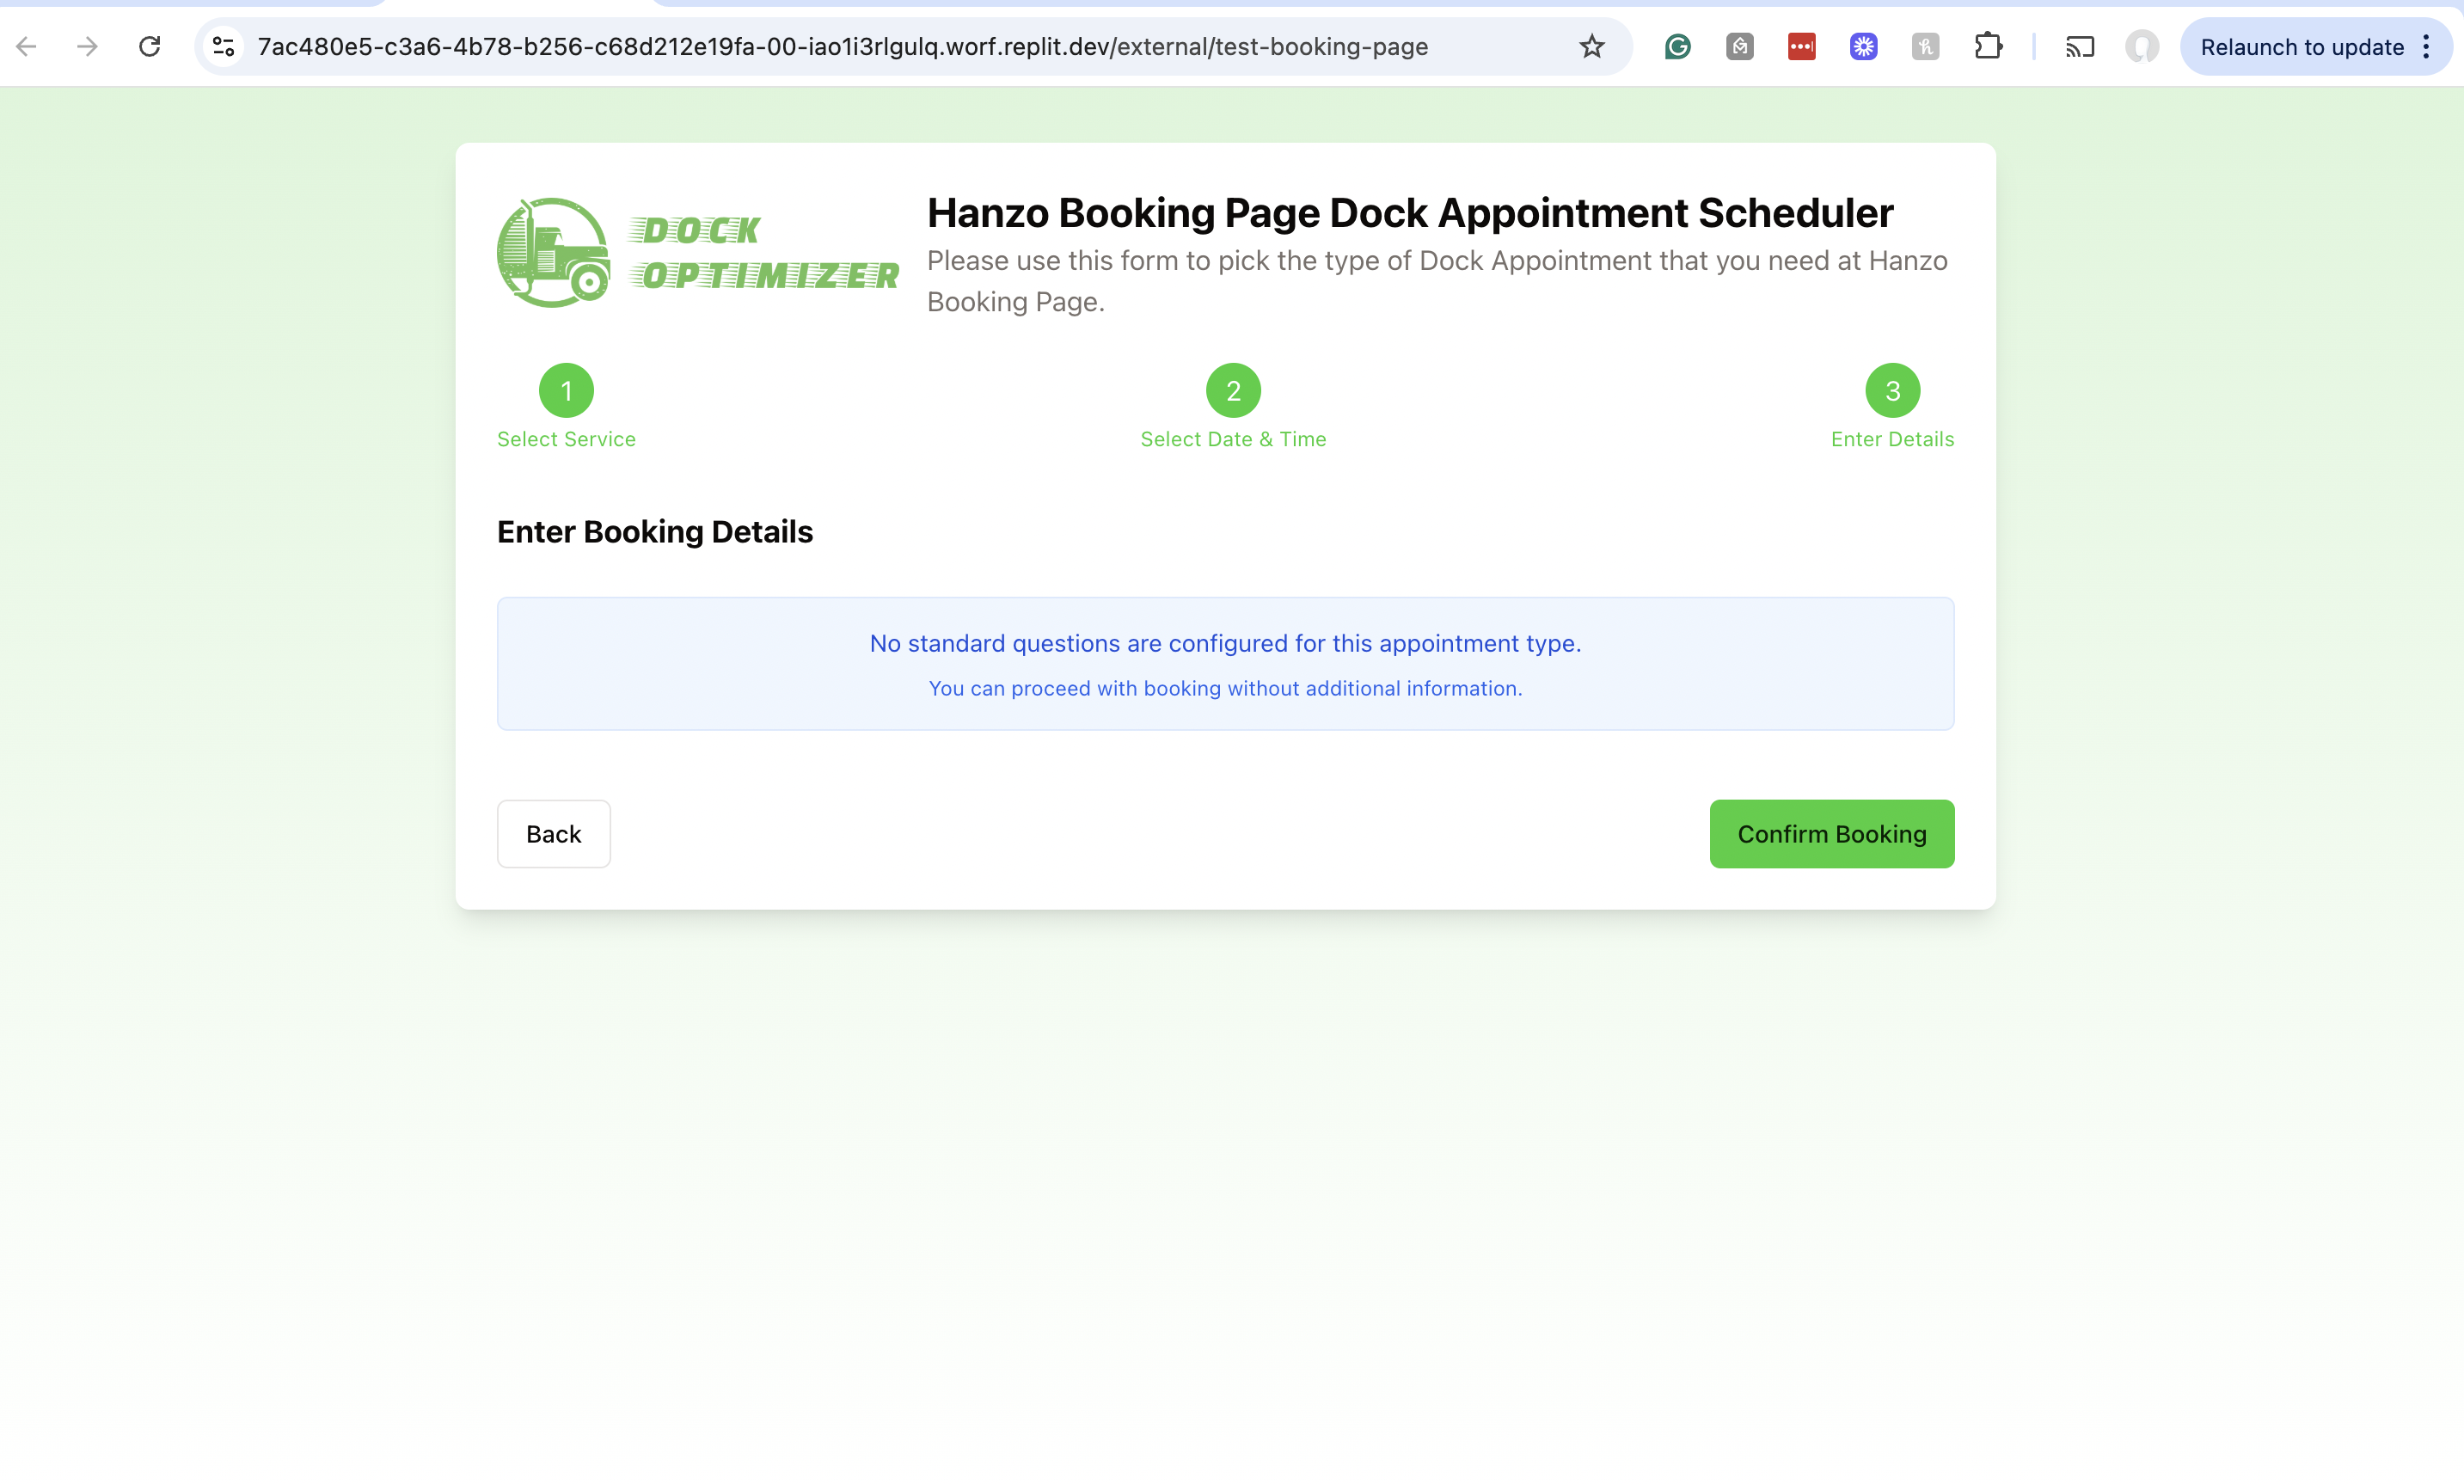 7ac480e5-c3a6-4b78-b256-c68d212e19fa-00-iao1i3rlgulq.worf.replit.dev/external/test-booking-page
Relaunch to update
DOCK
OPTIMIZER
Hanzo Booking Page Dock Appointment Scheduler
Please use this form to pick the type of Dock Appointment that you need at Hanzo
Booking Page.
1
Select Service
2
Select Date & Time
3
Enter Details
Enter Booking Details
No standard questions are configured for this appointment type.
You can proceed with booking without additional information.
Back
Confirm Booking